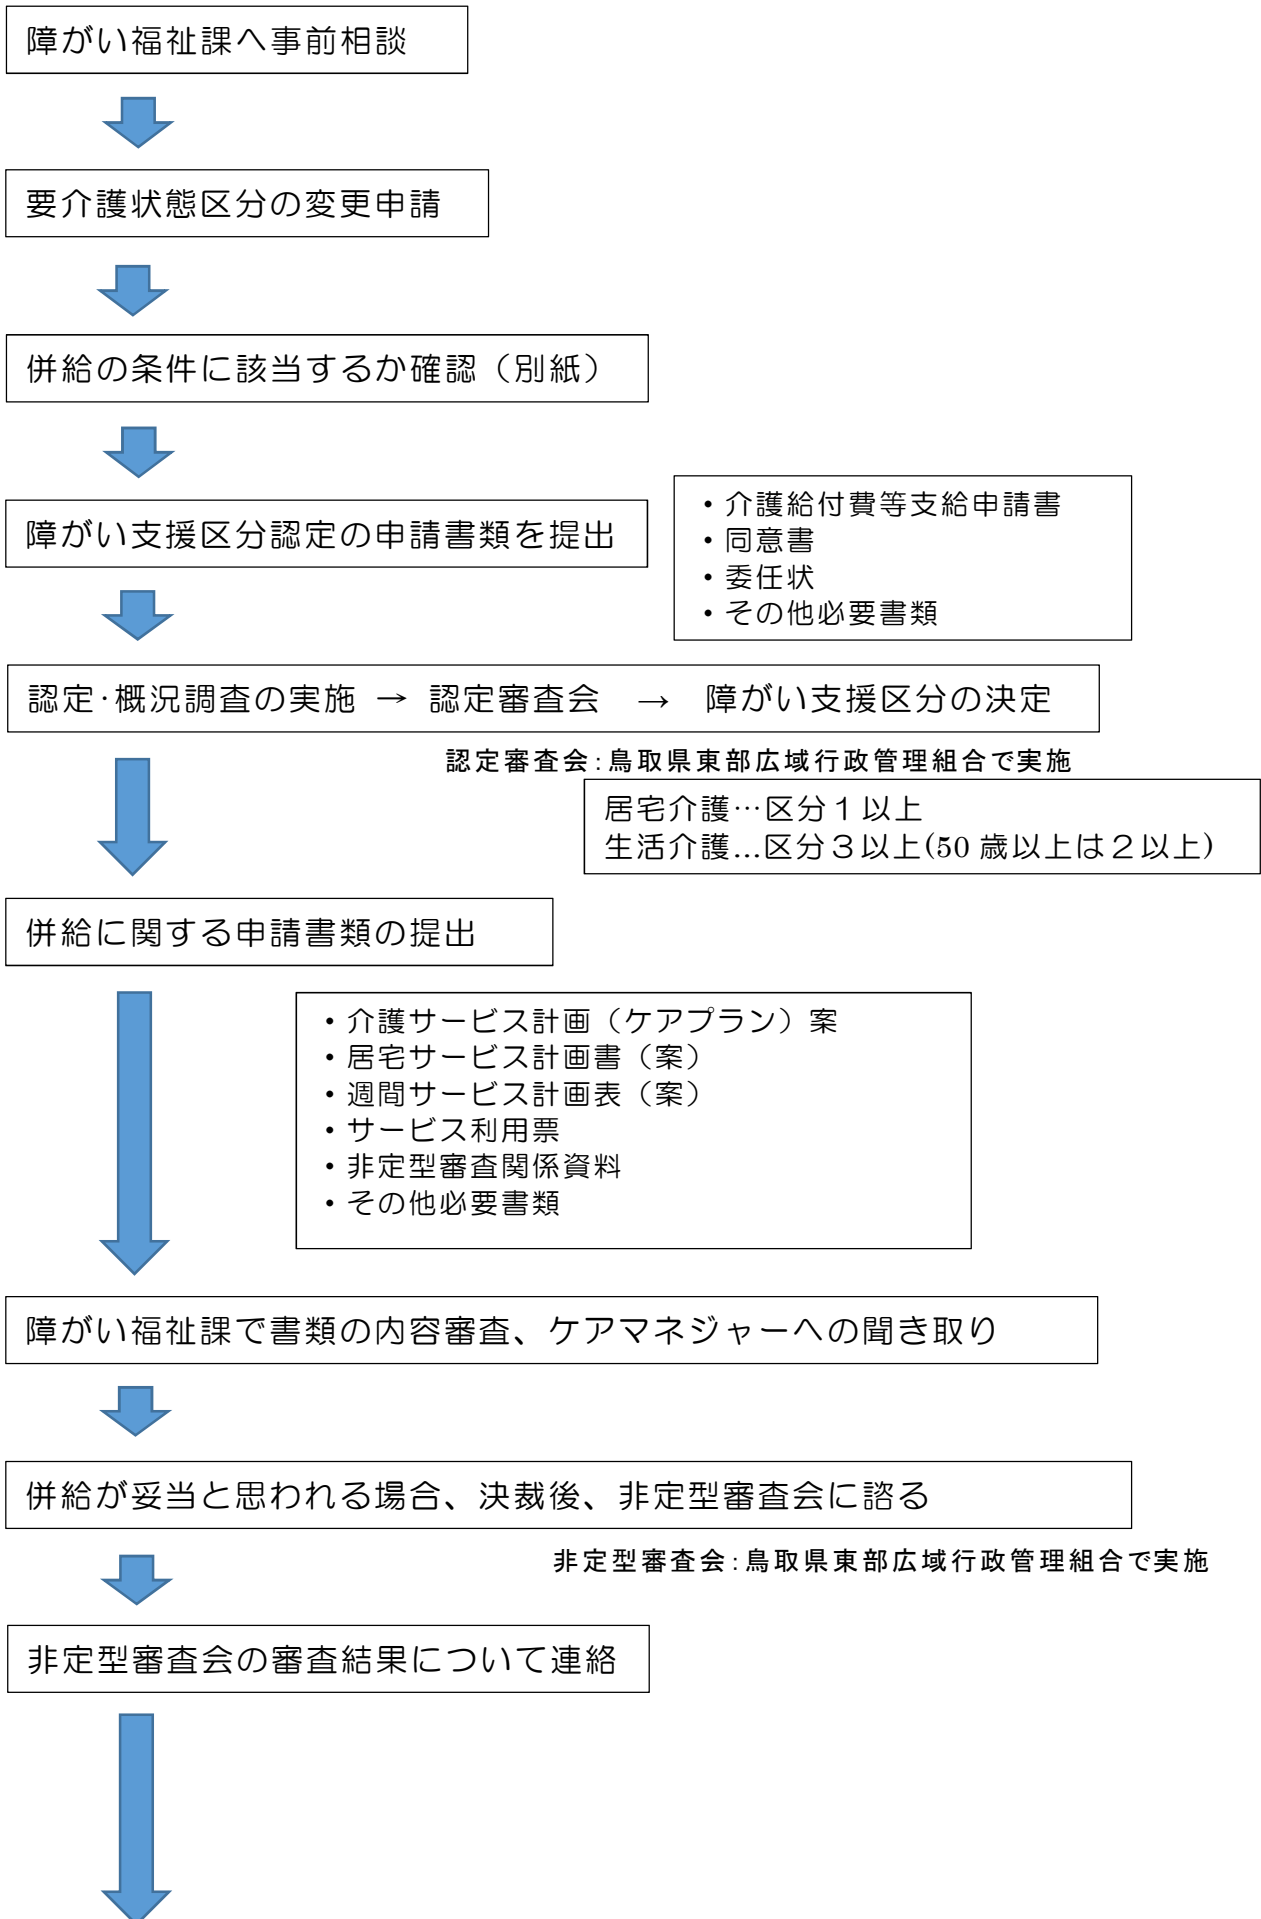 障がい福祉課へ事前相談
要介護状態区分の変更申請
併給の条件に該当するか確認（別紙）
障がい支援区分認定の申請書類を提出
・介護給付費等支給申請書
・同意書
・委任状
・その他必要書類
認定･概況調査の実施 → 認定審査会 → 障がい支援区分の決定
認定審査会：鳥取県東部広域行政管理組合で実施
居宅介護…区分１以上
生活介護…区分３以上(50 歳以上は２以上)
併給に関する申請書類の提出
・介護サービス計画（ケアプラン）案
・居宅サービス計画書（案）
・週間サービス計画表（案）
・サービス利用票
・非定型審査関係資料
・その他必要書類
障がい福祉課で書類の内容審査、ケアマネジャーへの聞き取り
併給が妥当と思われる場合、決裁後、非定型審査会に諮る
非定型審査会：鳥取県東部広域行政管理組合で実施
非定型審査会の審査結果について連絡